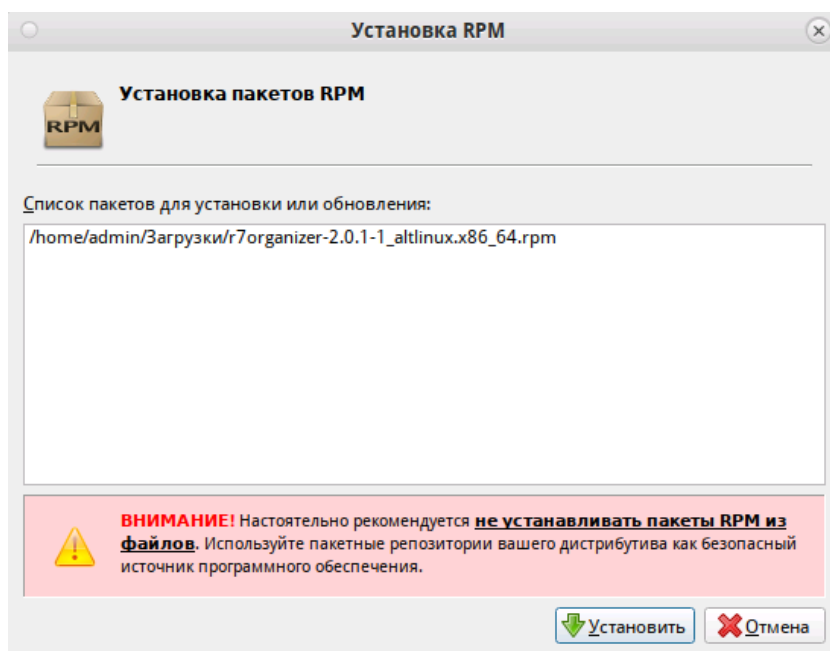 Установка RPM
Установка пакетов RPM
RPM
Список пакетов для установки или обновления:
/home/admin/Загрузки/r7organizer-2.0.1-1_altlinux.x86_64.rpm
ВНИМАНИЕ! Настоятельно рекомендуется не устанавливать пакеты RPM из
файлов. Используйте пакетные репозитории вашего дистрибутива как безопасный
источник программного обеспечения.
Установить
Отмена